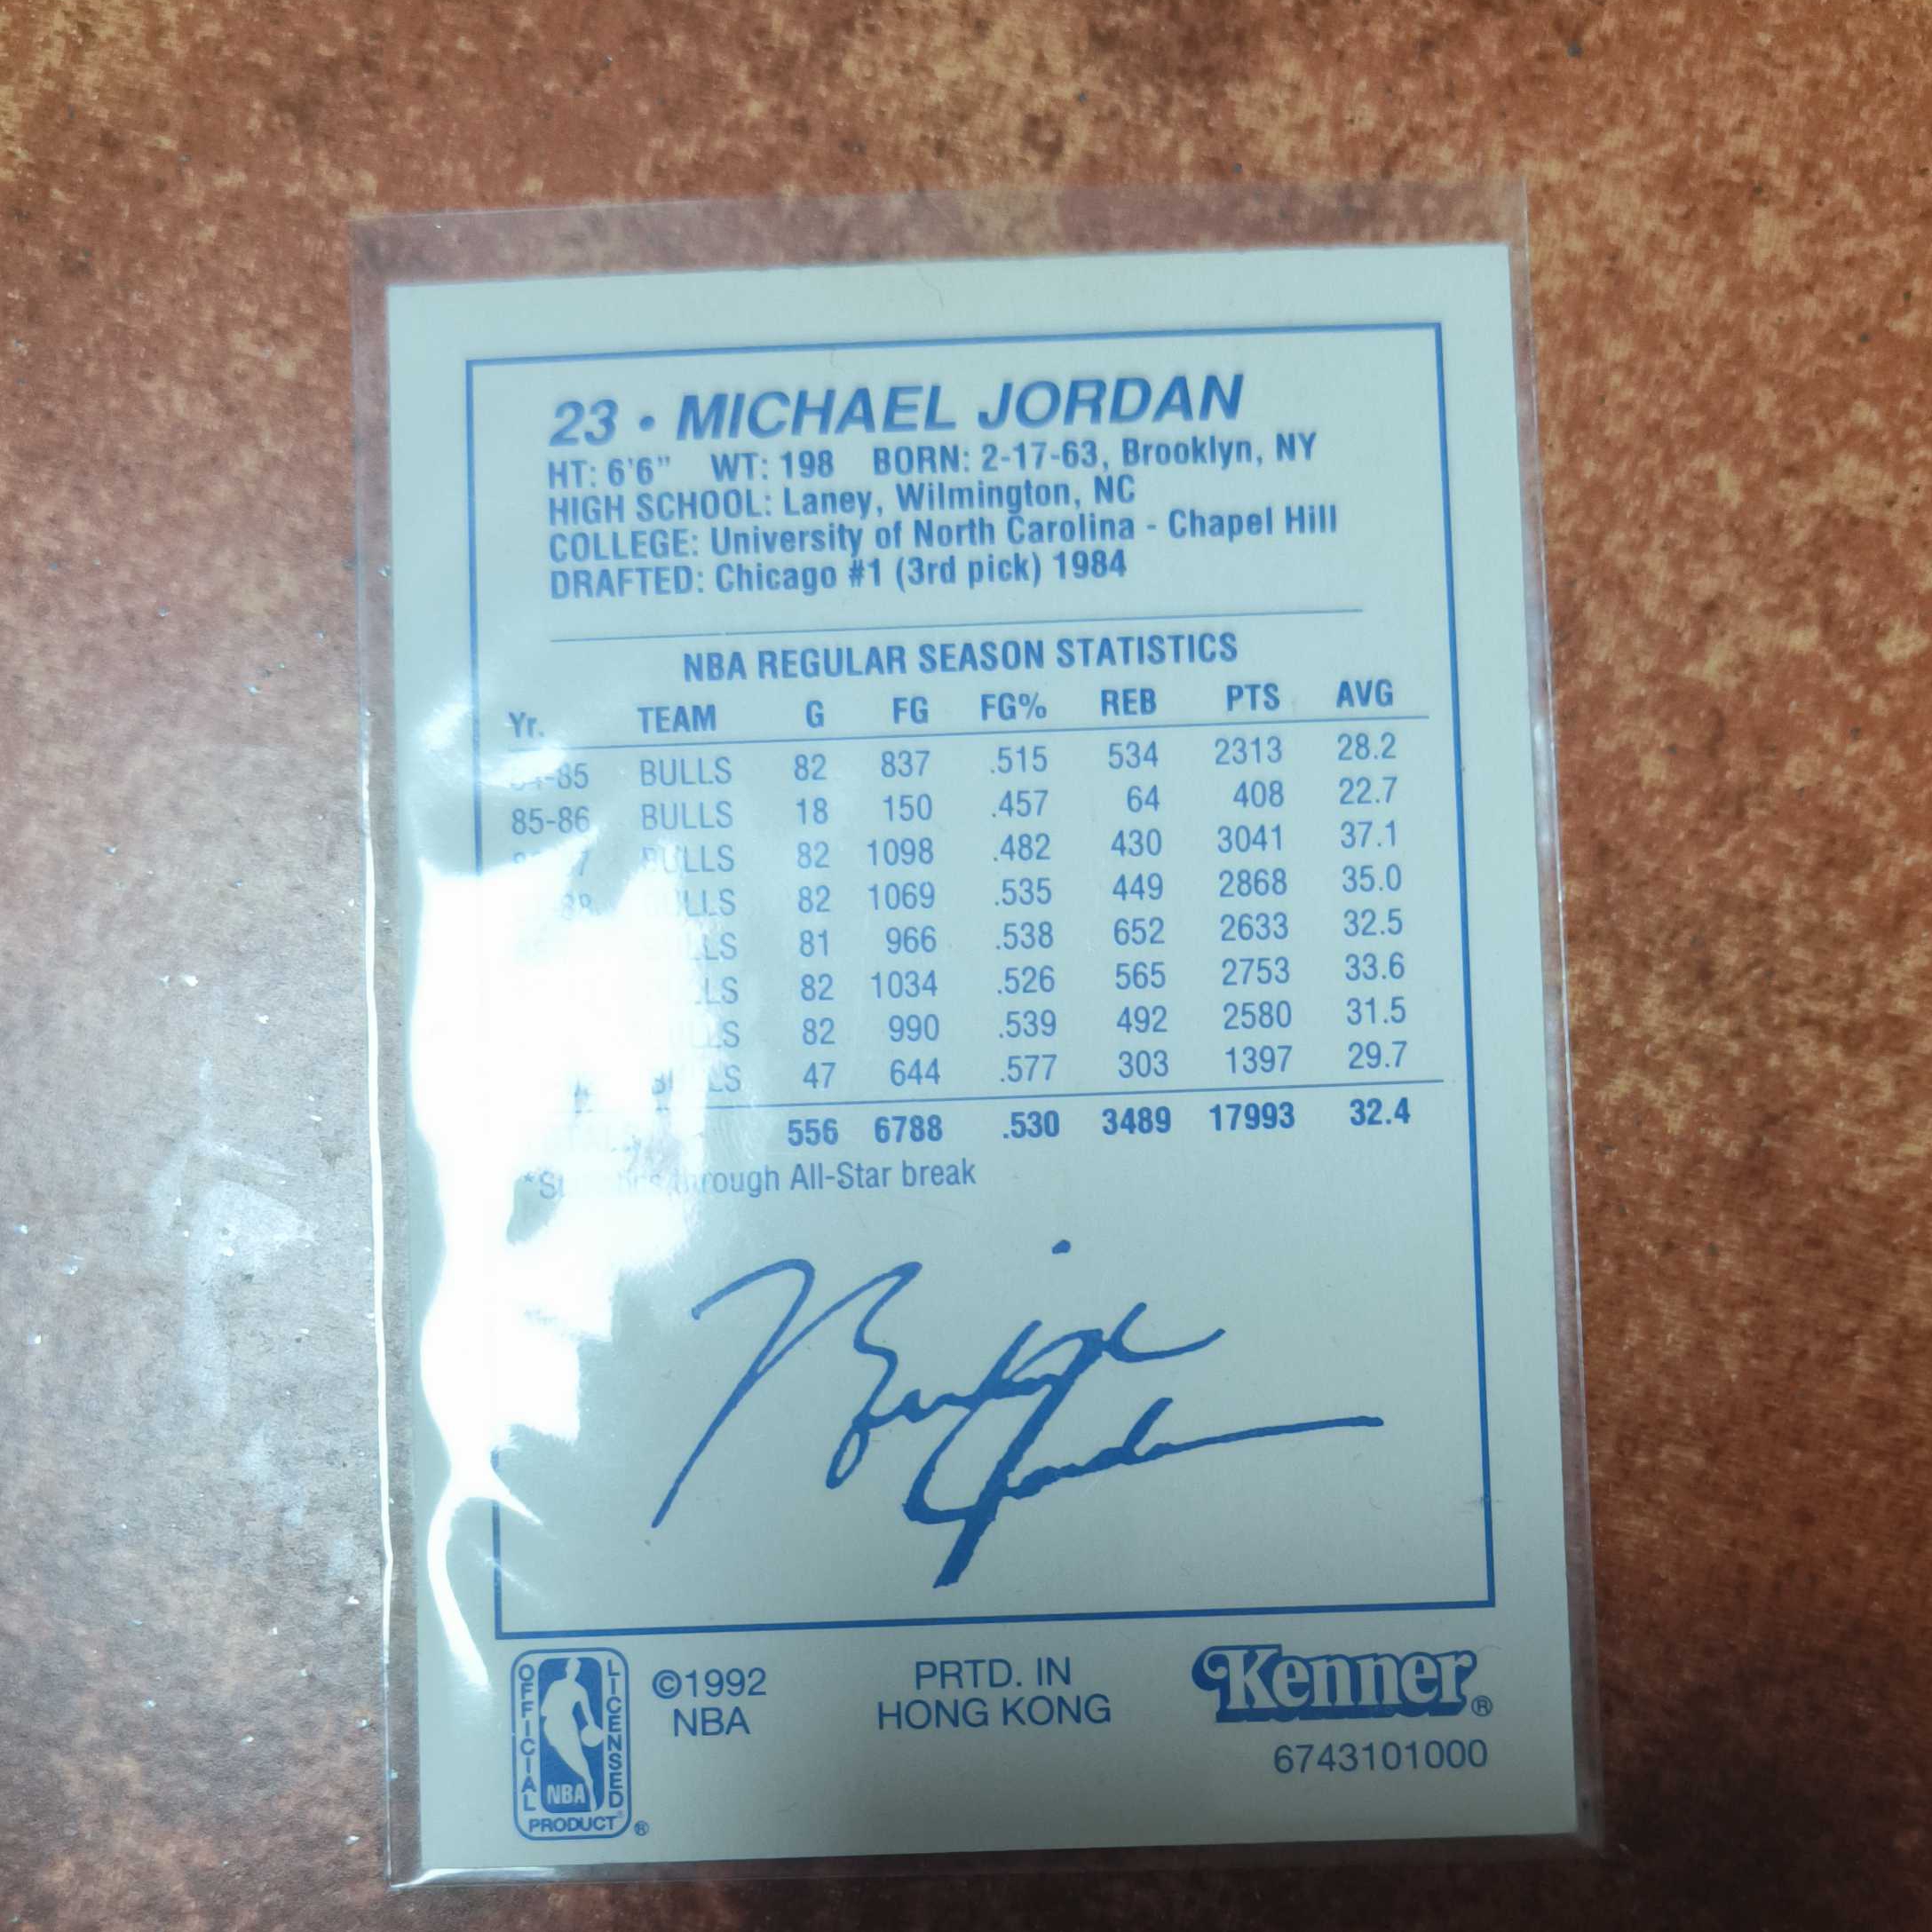 23 • MICHAEL JORDAN
HT: 6'6” WT: 198 BORN: 2-17-63, Brooklyn, NY
HIGH SCHOOL: Laney, Wilmington, NC
COLLEGE: University of North Carolina - Chapel Hill
DRAFTED: Chicago #1 (3rd pick) 1984
NBA REGULAR SEASON STATISTICS
Yr. TEAM G FG FG% REB PTS AVG
BULLS 82 837 .515 534 2313 28.2
85-86 BULLS 18 150 .457 64 408 22.7
BULLS 82 1098 .482 430 3041 37.1
82 1069 .535 449 2868 35.0
81 966 .538 652 2633 32.5
82 1034 .526 565 2753 33.6
82 990 .539 492 2580 31.5
47 644 .577 303 1397 29.7
556 6788 .530 3489 17993 32.4
through All-Star break
Michael
Jordan
OFFICIAL LICENSED
NBA
PRODUCT ®
©1992
NBA
PRTD. IN
HONG KONG
Kenner®
6743101000